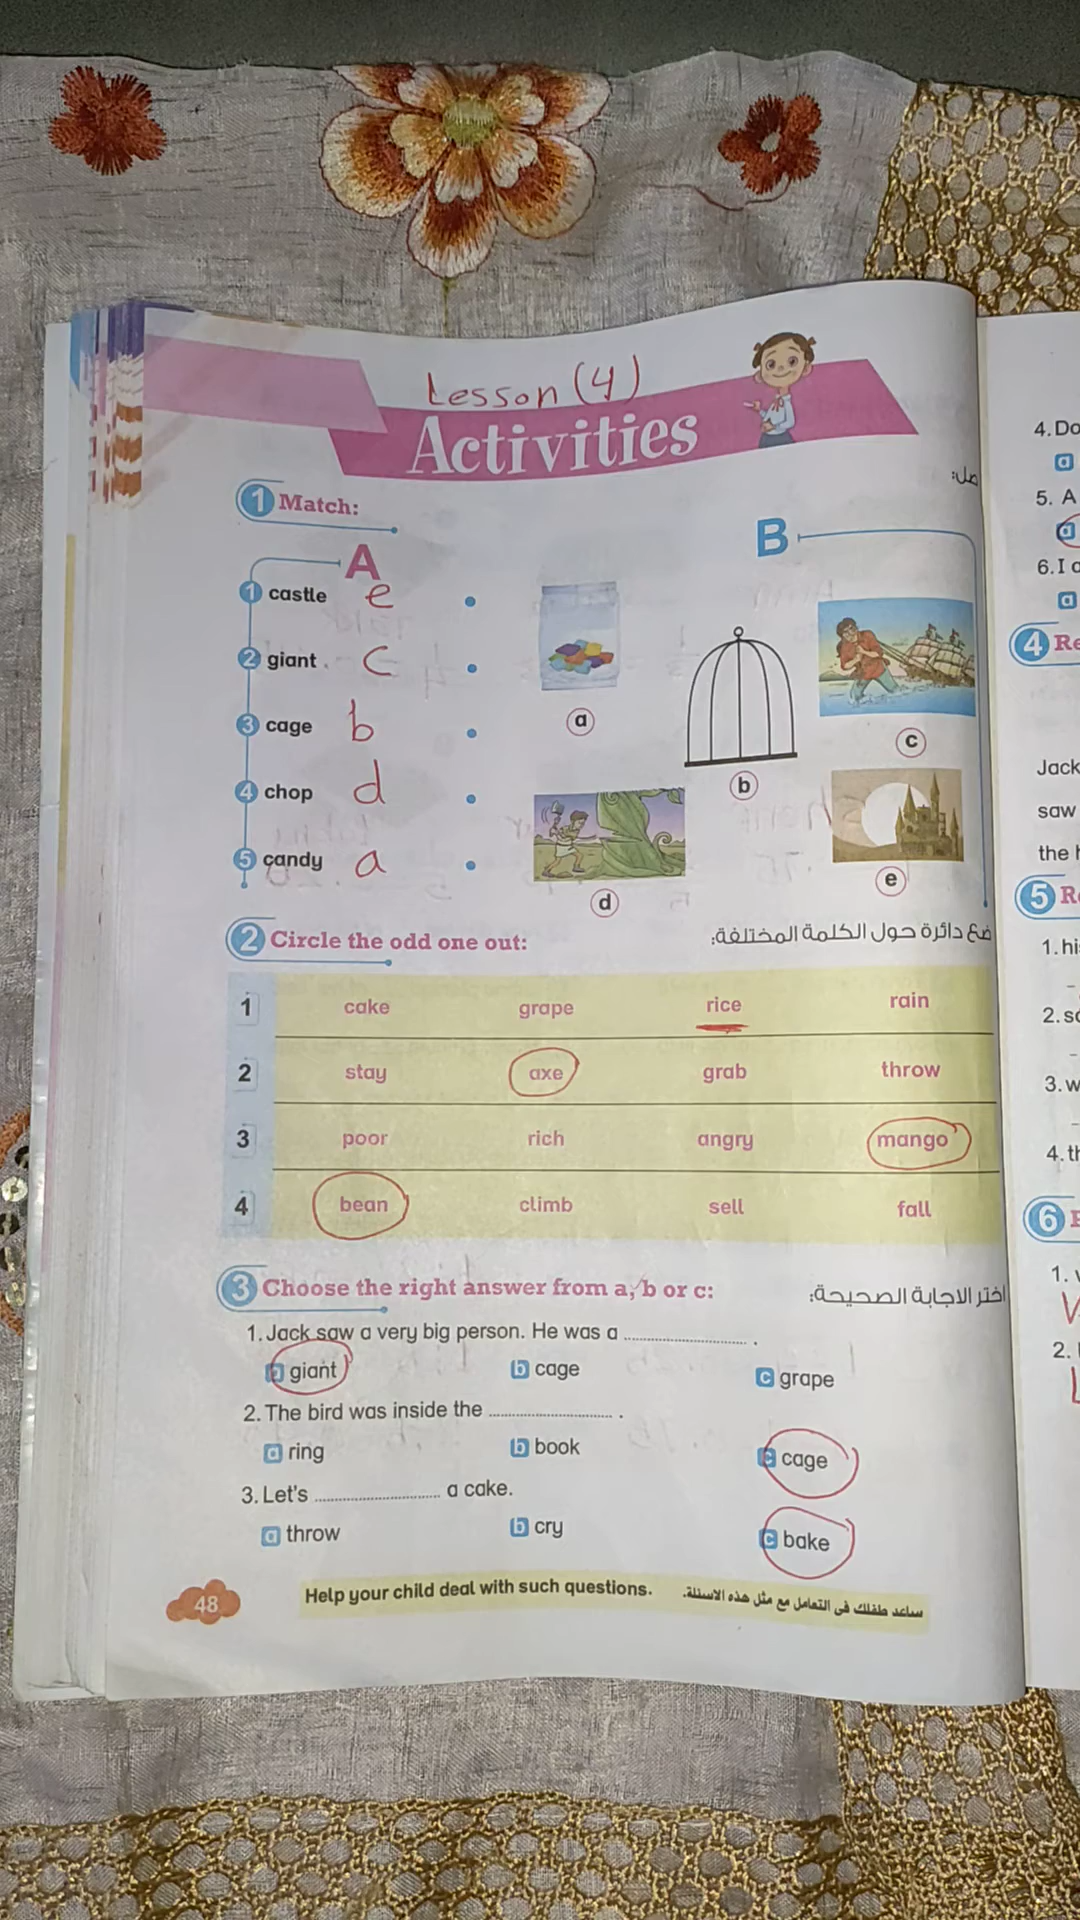 Lesson (4)
Activities
1 Match:
صل:
A
B
1 castle e
2 giant c
3 cage b
4 chop d
5 candy a
a
b
c
d
e
2 Circle the odd one out:
ضع دائرة حول الكلمة المختلفة:
1 cake grape rice rain
2 stay axe grab throw
3 poor rich angry mango
4 bean climb sell fall
3 Choose the right answer from a, b or c:
اختر الاجابة الصحيحة:
1. Jack saw a very big person. He was a .......................... .
a giant b cage c grape
2. The bird was inside the .......................... .
a ring b book c cage
3. Let's .......................... a cake.
a throw b cry c bake
48
Help your child deal with such questions.
ساعد طفلك فى التعامل مع مثل هذه الاسئلة.
4. Do
a
5. A
a
6. I
a
4 Re
Jack
saw
the
5 R
1. hi
2. so
3. w
4. th
6
1.
2.